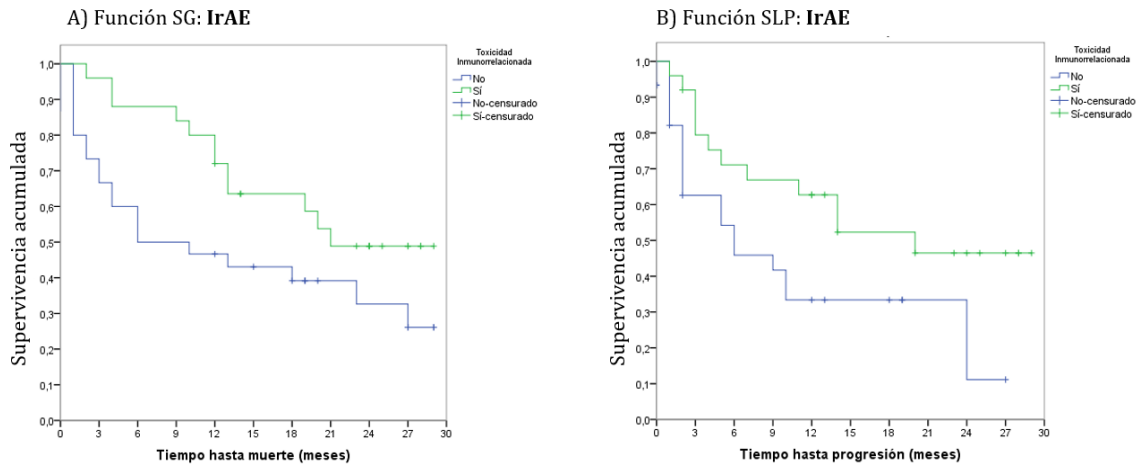 A) Función SG: IrAE
Supervivencia acumulada
1,0
0,9
0,8
0,7
0,6
0,5
0,4
0,3
0,2
0,1
0,0
0 3 6 9 12 15 18 21 24 27 30
Tiempo hasta muerte (meses)
Toxicidad
Inmunorrelacionada
No
Sí
No-censurado
Sí-censurado
B) Función SLP: IrAE
Supervivencia acumulada
1,0
0,9
0,8
0,7
0,6
0,5
0,4
0,3
0,2
0,1
0,0
0 3 6 9 12 15 18 21 24 27 30
Tiempo hasta progresión (meses)
Toxicidad
Inmunorrelacionada
No
Sí
No-censurado
Sí-censurado